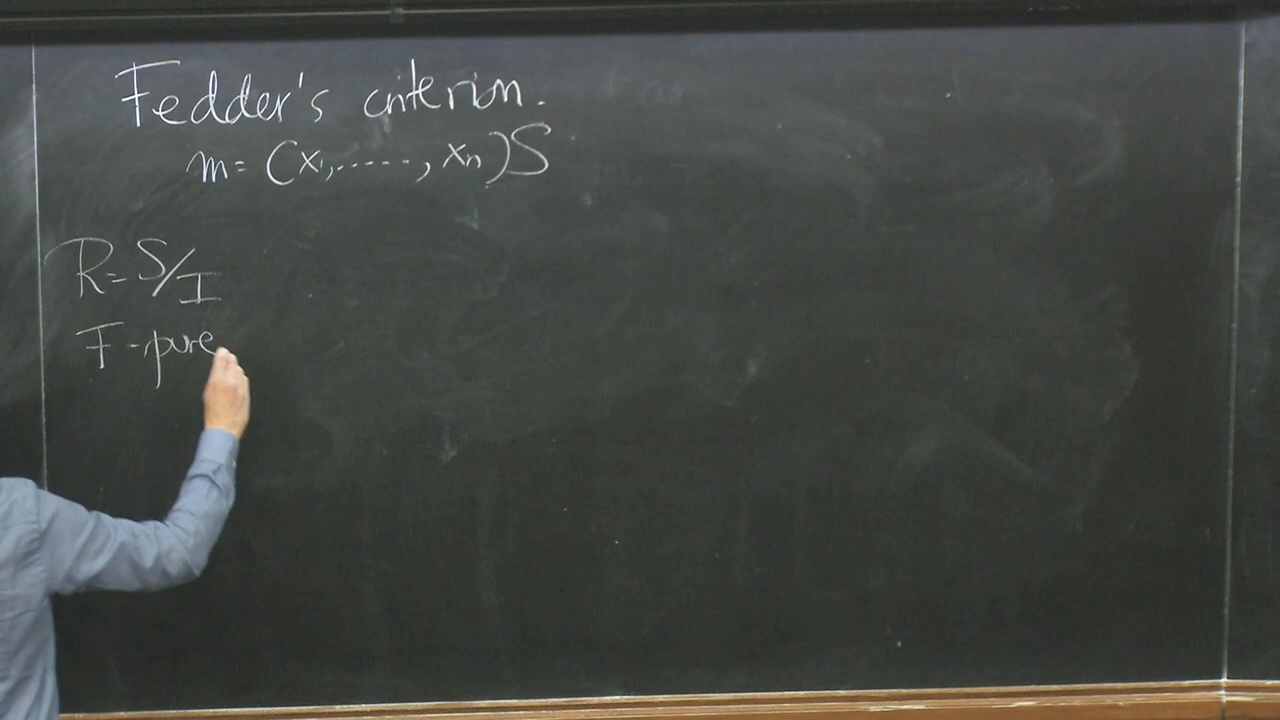 Fedder's criterion.
m = (x₁, ....., xₙ)S
R = S/I
F-pure